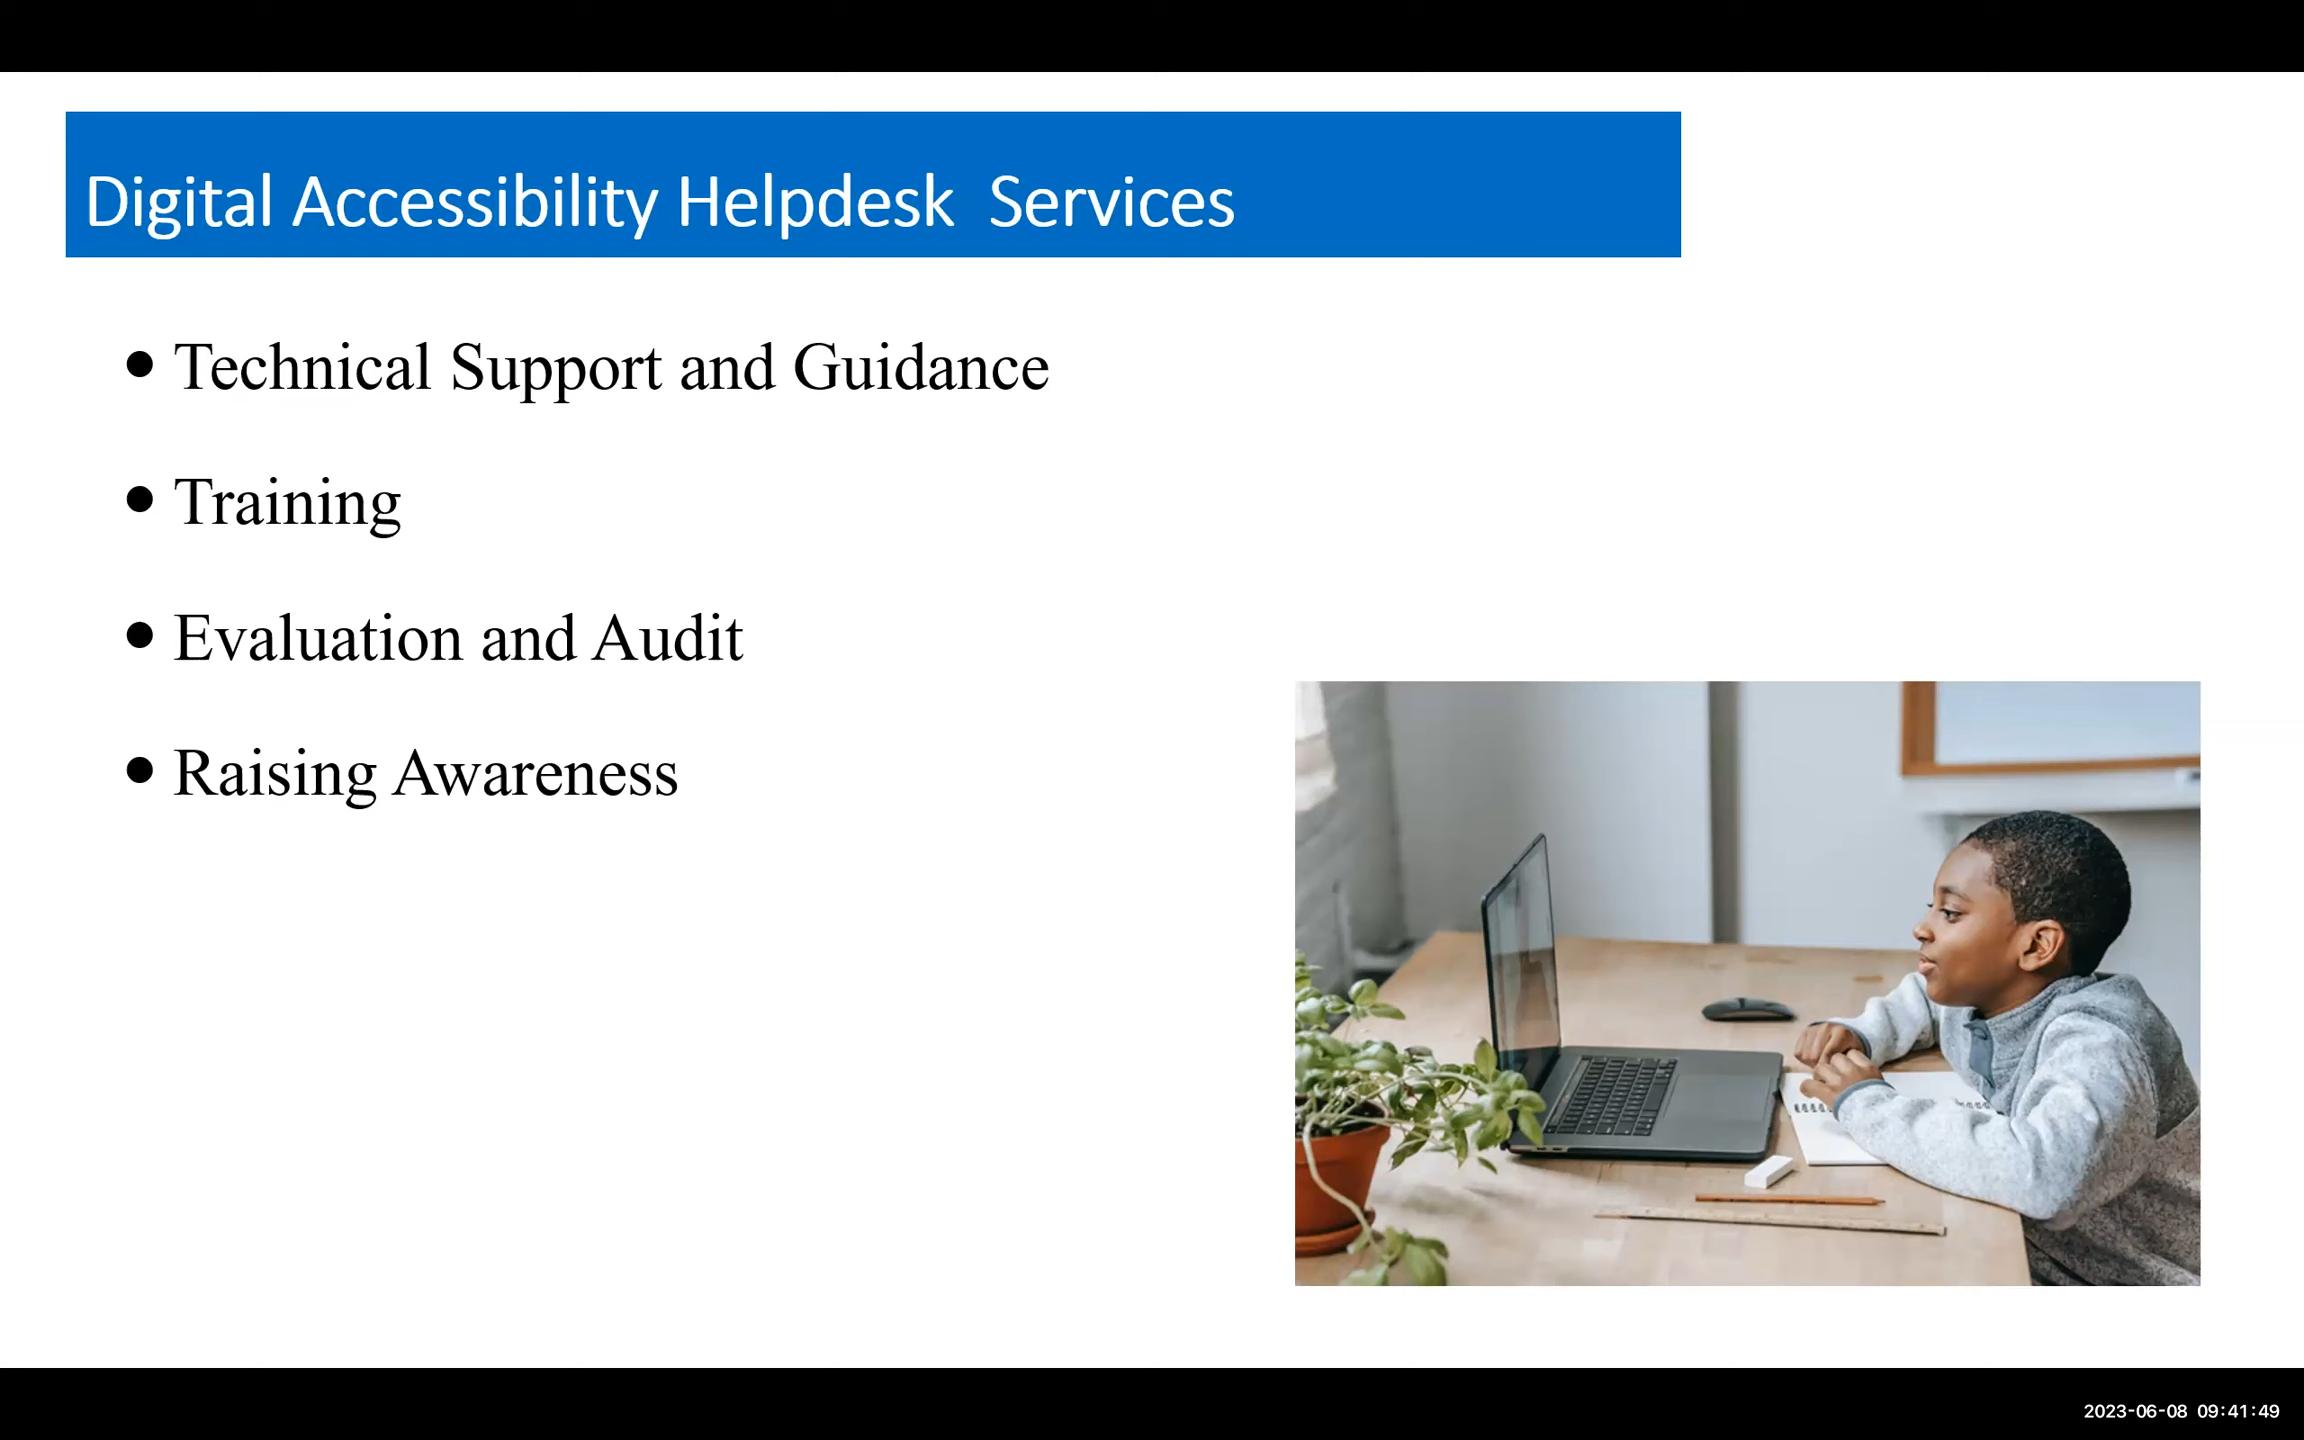 Digital Accessibility Helpdesk  Services
• Technical Support and Guidance
• Training
• Evaluation and Audit
• Raising Awareness
2023-06-08 09:41:49